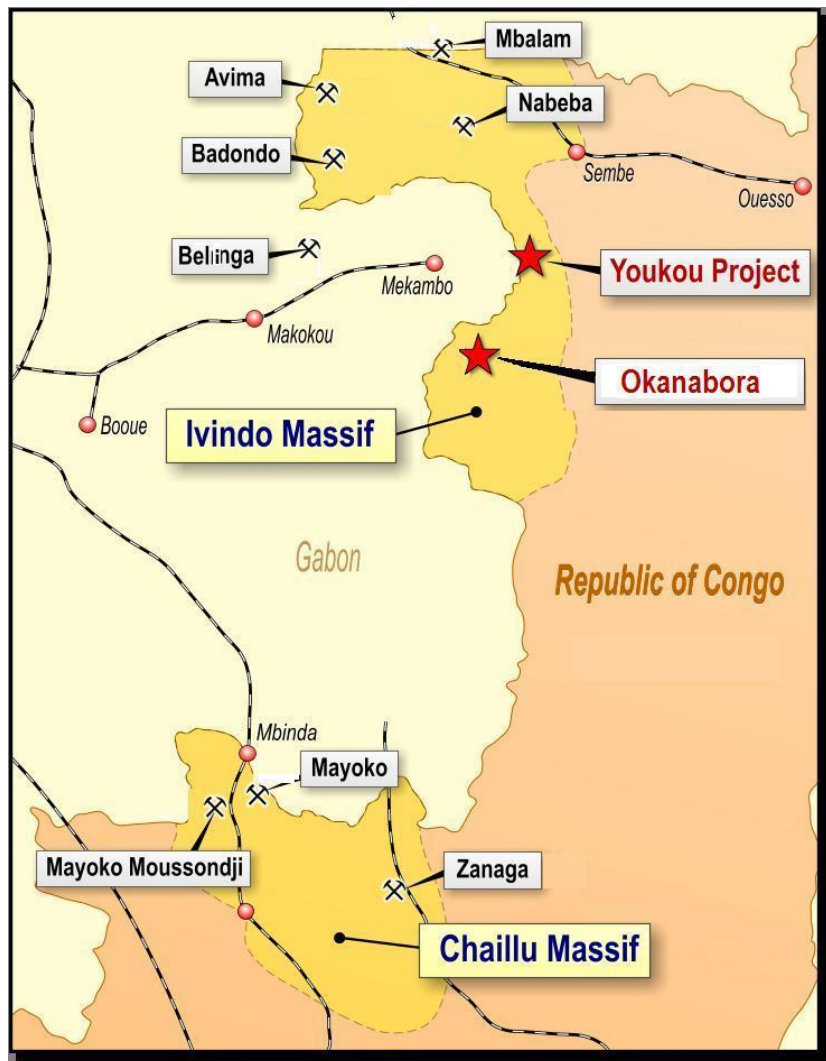 Mbalam
Avima
Nabeba
Badondo
Sembe
Ouesso
Belinga
Mekambo
Youkou Project
Makokou
Okanabora
Booue
Ivindo Massif
Gabon
Republic of Congo
Mbinda
Mayoko
Mayoko Moussondji
Zanaga
Chaillu Massif